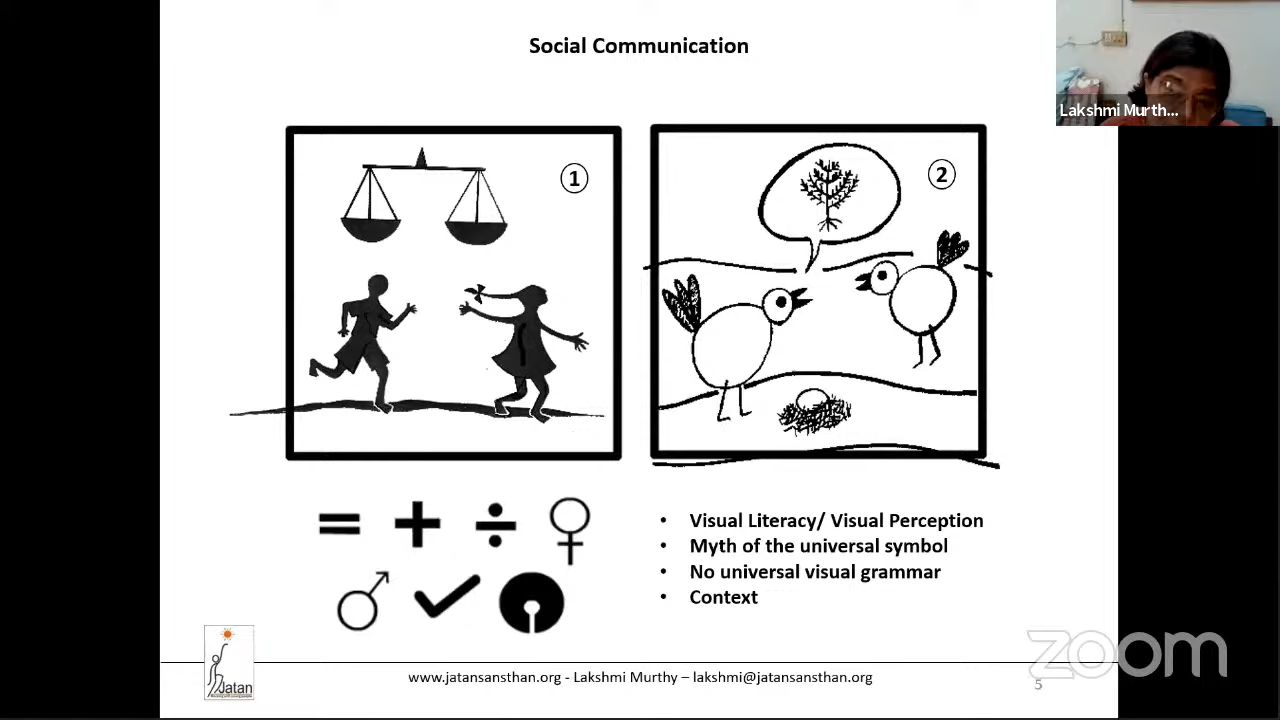 Social Communication
Lakshmi Murth...
1
2
= + ÷ ♀
♂ ✓
• Visual Literacy/ Visual Perception
• Myth of the universal symbol
• No universal visual grammar
• Context
Jatan
www.jatansansthan.org - Lakshmi Murthy – lakshmi@jatansansthan.org
zoom
5